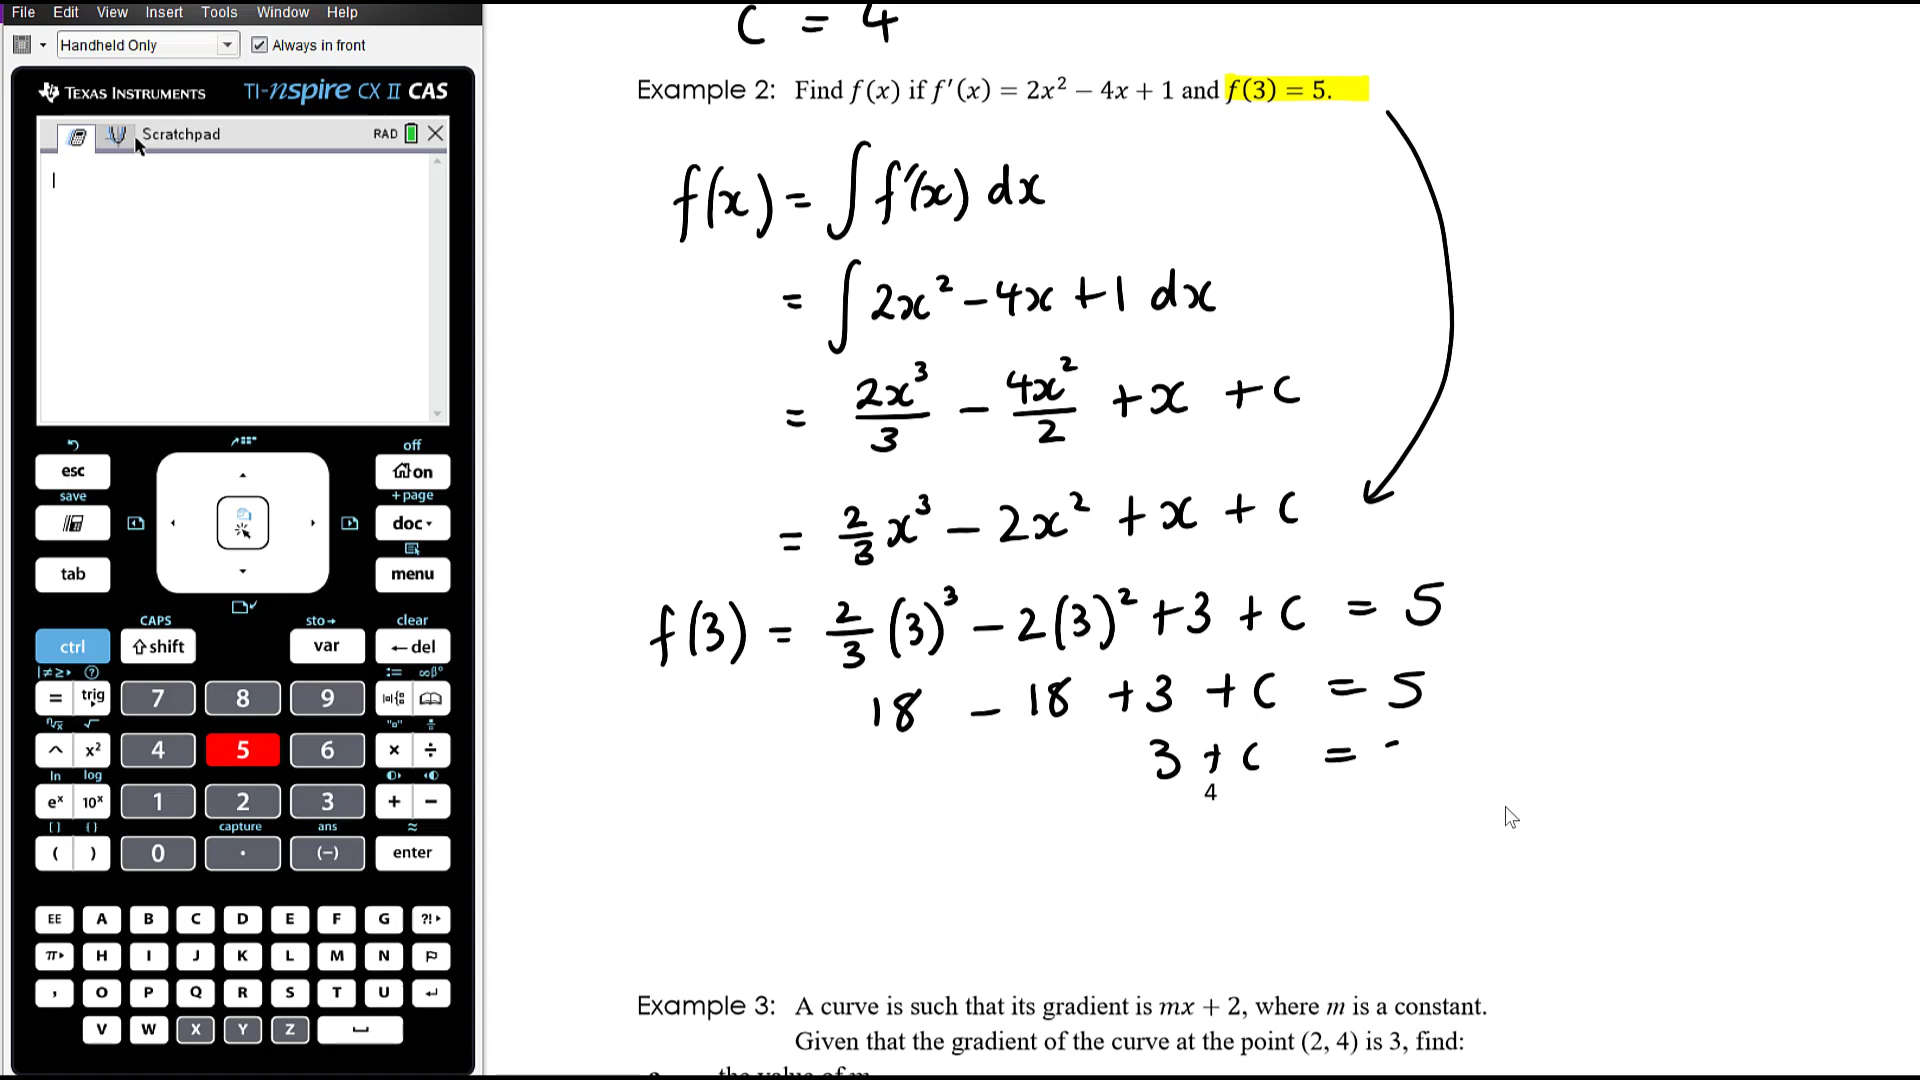 File Edit View Insert Tools Window Help
Handheld Only Always in front
TEXAS INSTRUMENTS TI-nspire CX II CAS
Scratchpad RAD
off
esc on
save +page
doc
tab menu
CAPS sto→ clear
ctrl ⇧shift var ←del
|≠≥▸ ? := ∞β°
= trig 7 8 9
ⁿ√x √ "▫" ÷
^ x² 4 5 6 × ÷
ln log
eˣ 10ˣ 1 2 3 + −
[ ] { } capture ans ≈
( ) 0 . (−) enter
EE A B C D E F G ?!▸
π▸ H I J K L M N
, O P Q R S T U ↵
V W X Y Z
C = 4
Example 2: Find f(x) if f′(x) = 2x² − 4x + 1 and f(3) = 5.
f(x) = ∫ f′(x) dx
= ∫ 2x² − 4x + 1 dx
= 2x³/3 − 4x²/2 + x + C
= 2/3 x³ − 2x² + x + C
f(3) = 2/3 (3)³ − 2(3)² + 3 + C = 5
18 − 18 + 3 + C = 5
3 + C =
4
Example 3: A curve is such that its gradient is mx + 2, where m is a constant.
Given that the gradient of the curve at the point (2, 4) is 3, find:
the value of m